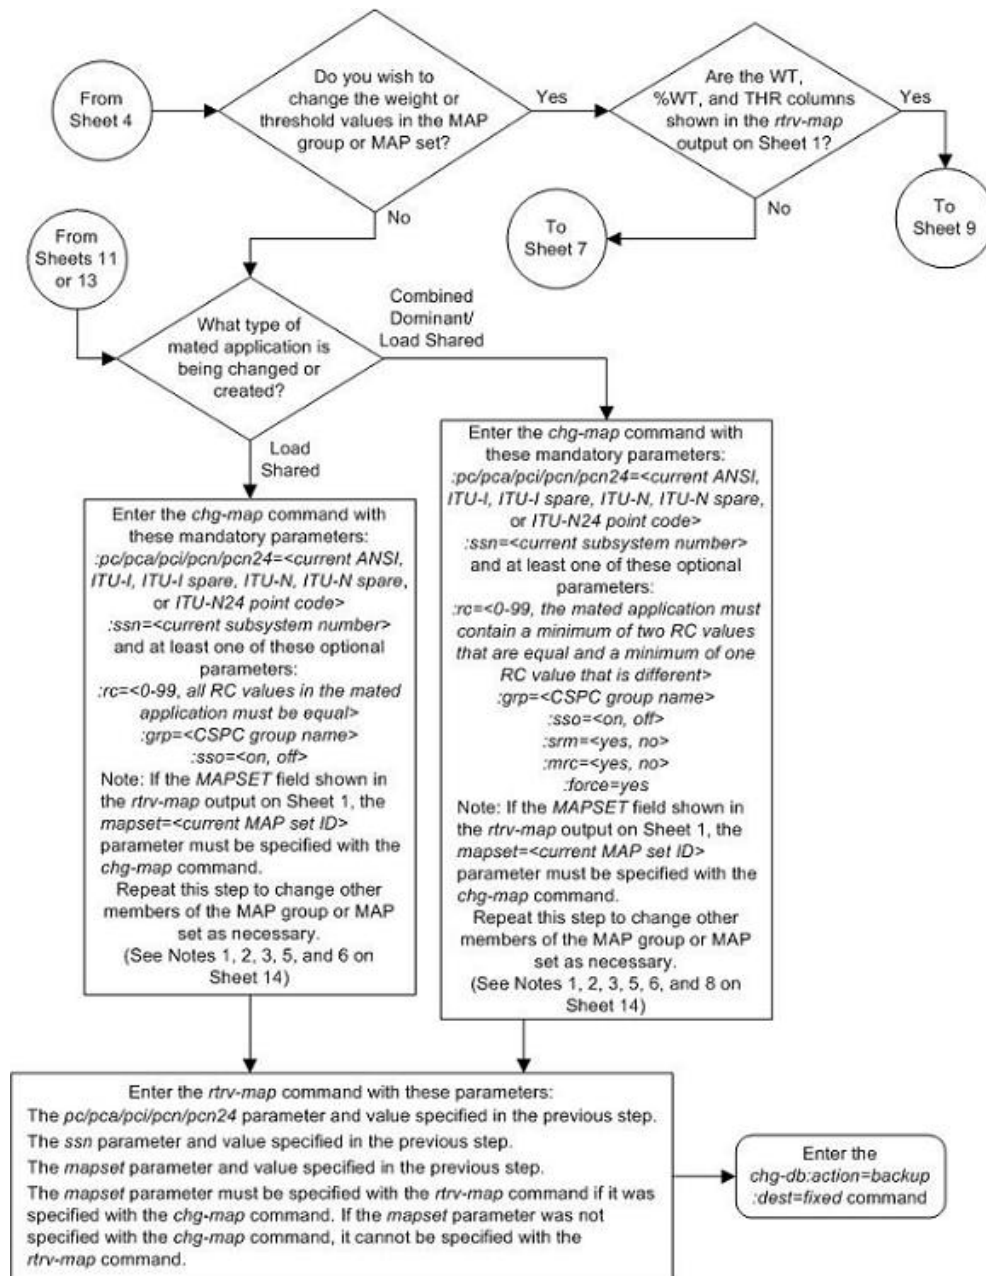 From
Sheet 4
Do you wish to
change the weight or
threshold values in the MAP
group or MAP set?
Yes
Are the WT,
%WT, and THR columns
shown in the rtrv-map
output on Sheet 1?
Yes
No
No
To
Sheet 7
To
Sheet 9
From
Sheets 11
or 13
What type of
mated application is
being changed or
created?
Combined
Dominant/
Load Shared
Load
Shared
Enter the chg-map command with
these mandatory parameters:
:pc/pca/pci/pcn/pcn24=<current ANSI,
ITU-I, ITU-I spare, ITU-N, ITU-N spare,
or ITU-N24 point code>
:ssn=<current subsystem number>
and at least one of these optional
parameters:
:rc=<0-99, all RC values in the mated
application must be equal>
:grp=<CSPC group name>
:sso=<on, off>
Note: If the MAPSET field shown in
the rtrv-map output on Sheet 1, the
mapset=<current MAP set ID>
parameter must be specified with the
chg-map command.
Repeat this step to change other
members of the MAP group or MAP
set as necessary.
(See Notes 1, 2, 3, 5, and 6 on
Sheet 14)
Enter the chg-map command with
these mandatory parameters:
:pc/pca/pci/pcn/pcn24=<current ANSI,
ITU-I, ITU-I spare, ITU-N, ITU-N spare,
or ITU-N24 point code>
:ssn=<current subsystem number>
and at least one of these optional
parameters:
:rc=<0-99, the mated application must
contain a minimum of two RC values
that are equal and a minimum of one
RC value that is different>
:grp=<CSPC group name>
:sso=<on, off>
:srm=<yes, no>
:mrc=<yes, no>
:force=yes
Note: If the MAPSET field shown in
the rtrv-map output on Sheet 1, the
mapset=<current MAP set ID>
parameter must be specified with the
chg-map command.
Repeat this step to change other
members of the MAP group or MAP
set as necessary.
(See Notes 1, 2, 3, 5, 6, and 8 on
Sheet 14)
Enter the rtrv-map command with these parameters:
The pc/pca/pci/pcn/pcn24 parameter and value specified in the previous step.
The ssn parameter and value specified in the previous step.
The mapset parameter and value specified in the previous step.
The mapset parameter must be specified with the rtrv-map command if it was
specified with the chg-map command. If the mapset parameter was not
specified with the chg-map command, it cannot be specified with the
rtrv-map command.
Enter the
chg-db:action=backup
:dest=fixed command